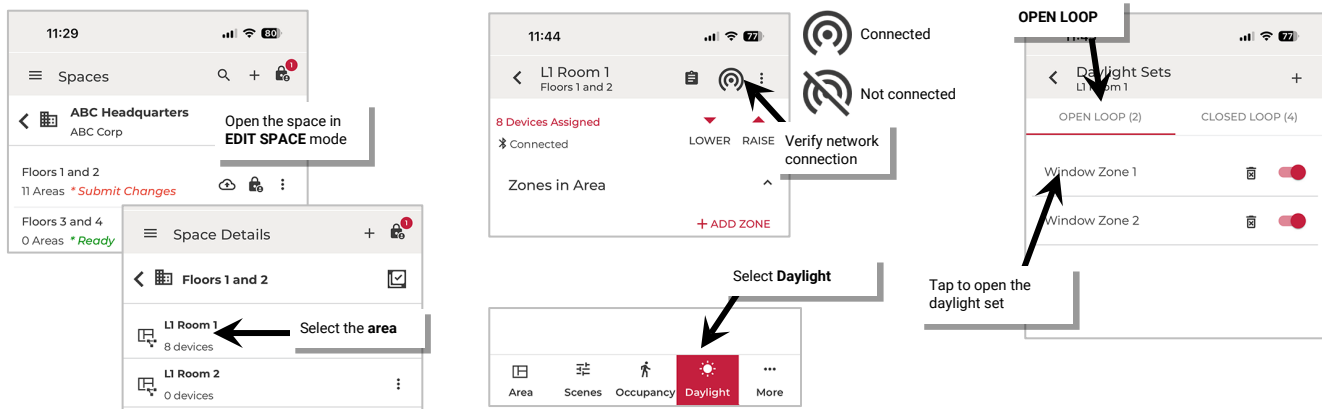 11:29
80
Spaces
1
ABC Headquarters
ABC Corp
Open the space in
EDIT SPACE mode
Floors 1 and 2
11 Areas * Submit Changes
Floors 3 and 4
0 Areas * Ready
Space Details
1
Floors 1 and 2
L1 Room 1
8 devices
Select the area
L1 Room 2
0 devices
11:44
77
L1 Room 1
Floors 1 and 2
Connected
Not connected
8 Devices Assigned
Connected
LOWER RAISE
Verify network
connection
Zones in Area
+ ADD ZONE
Select Daylight
Area Scenes Occupancy Daylight More
OPEN LOOP
77
Daylight Sets
L1 Room 1
OPEN LOOP (2) CLOSED LOOP (4)
Window Zone 1
Window Zone 2
Tap to open the
daylight set